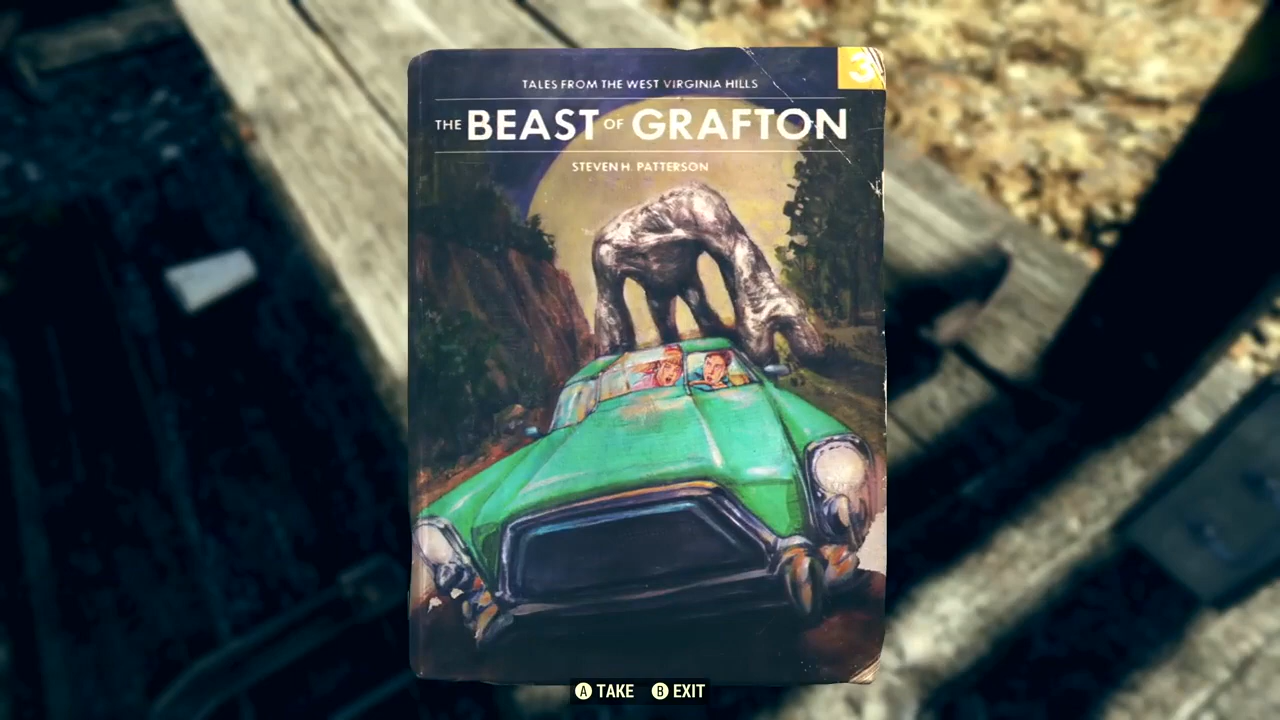 3
TALES FROM THE WEST VIRGINIA HILLS
THE BEAST OF GRAFTON
STEVEN H. PATTERSON
A TAKE B EXIT